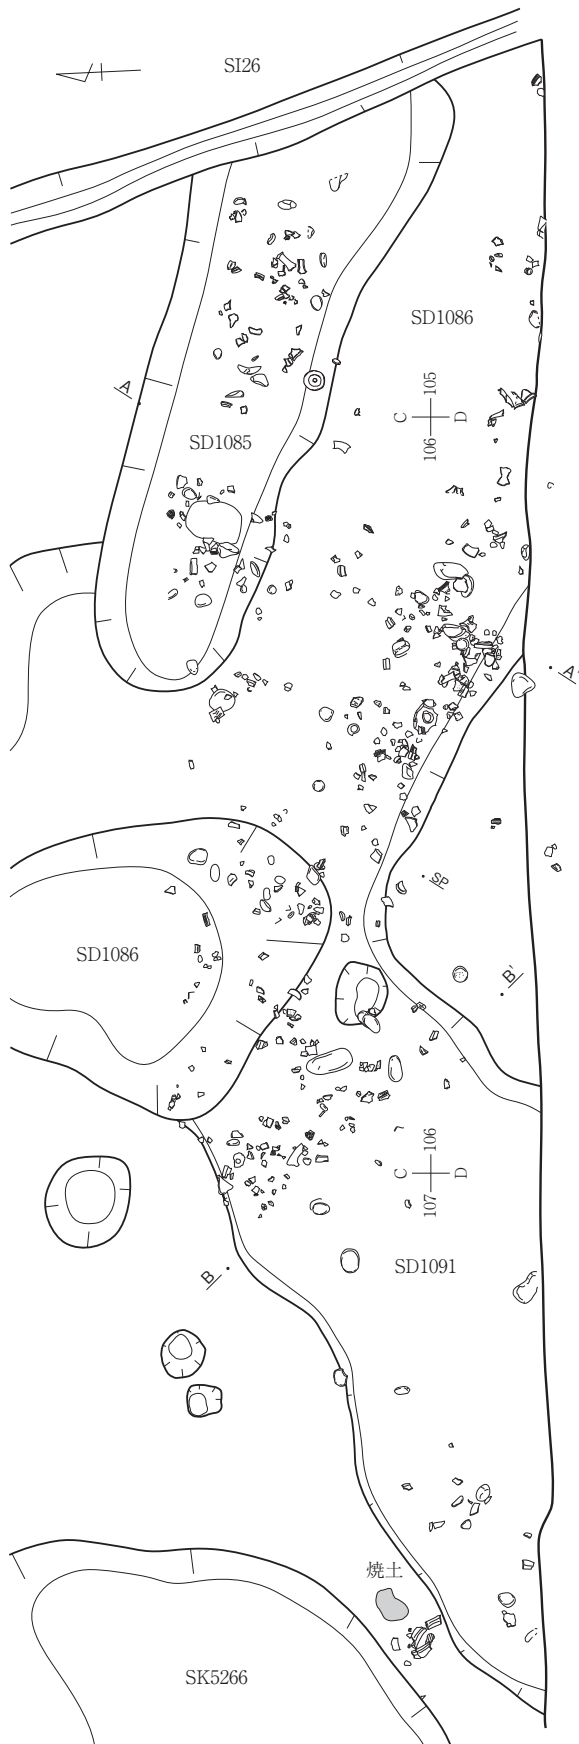 SI26
SD1086
A
C 105
106 D
SD1085
A'
SP
SD1086
B'
C 106
107 D
SD1091
B
焼土
SK5266